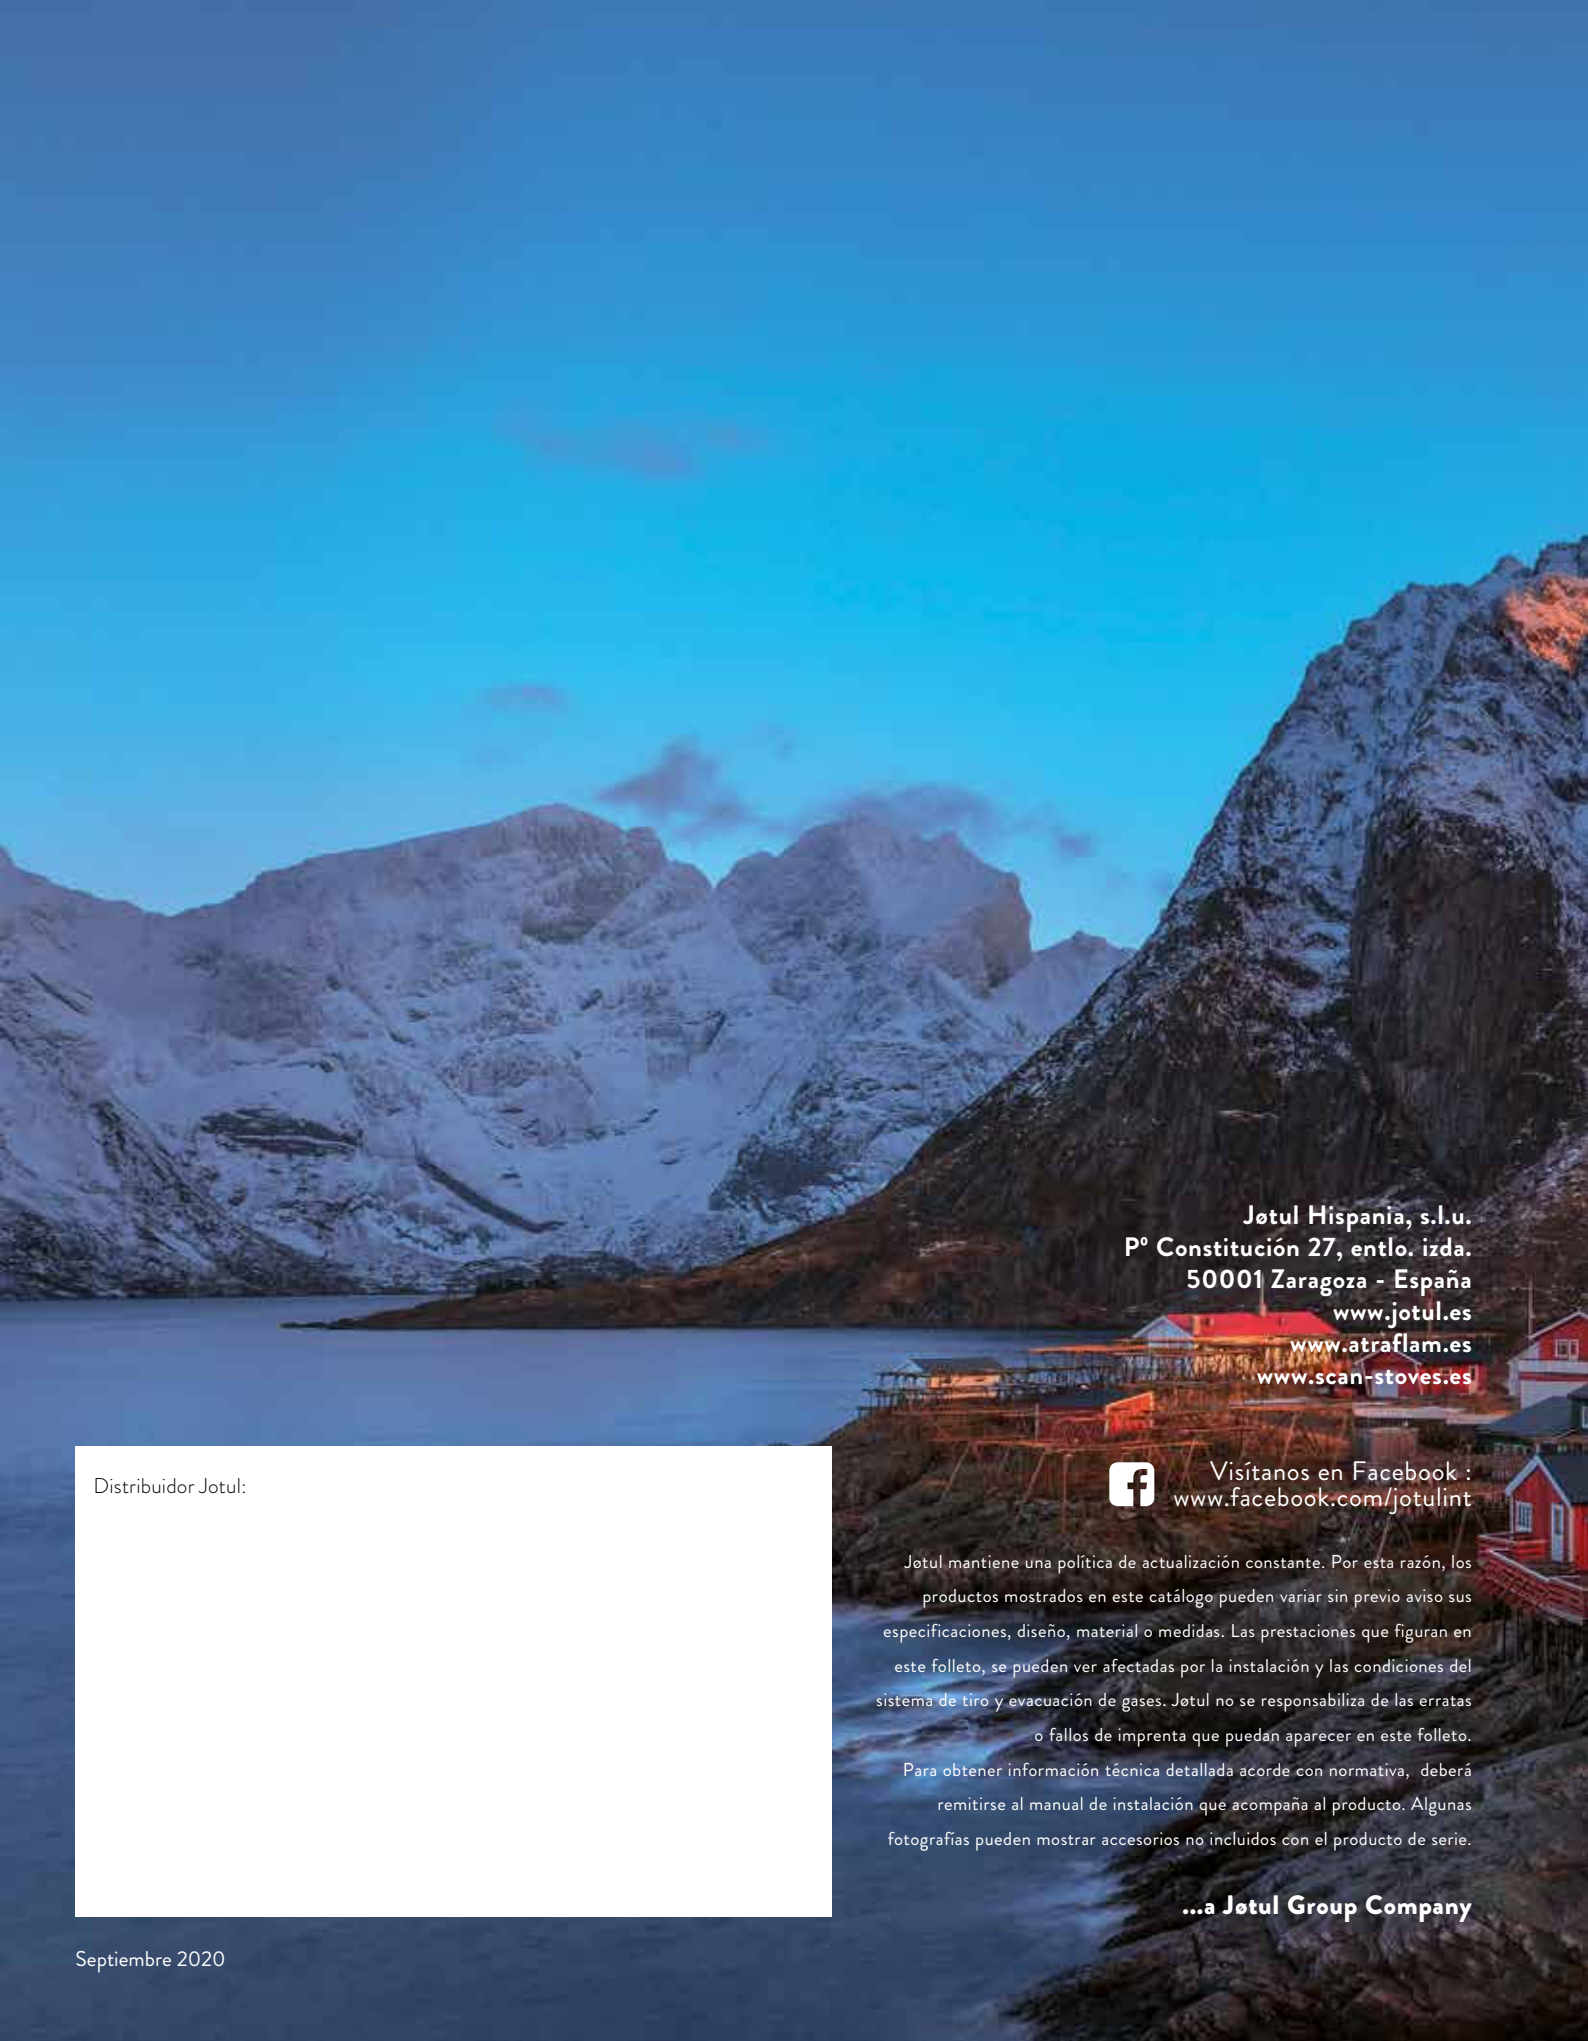 Jøtul Hispania, s.l.u.
Pº Constitución 27, entlo. izda.
50001 Zaragoza - España
www.jotul.es
www.atraflam.es
www.scan-stoves.es
Distribuidor Jotul:
Visítanos en Facebook :
www.facebook.com/jotulint
Jøtul mantiene una política de actualización constante. Por esta razón, los
productos mostrados en este catálogo pueden variar sin previo aviso sus
especificaciones, diseño, material o medidas. Las prestaciones que figuran en
este folleto, se pueden ver afectadas por la instalación y las condiciones del
sistema de tiro y evacuación de gases. Jøtul no se responsabiliza de las erratas
o fallos de imprenta que puedan aparecer en este folleto.
Para obtener información técnica detallada acorde con normativa, deberá
remitirse al manual de instalación que acompaña al producto. Algunas
fotografías pueden mostrar accesorios no incluidos con el producto de serie.
...a Jøtul Group Company
Septiembre 2020